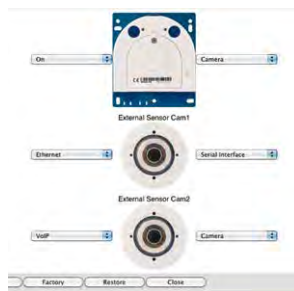 On
Camera
External Sensor Cam1
Ethernet
Serial Interface
External Sensor Cam2
VoIP
Camera
Factory
Restore
Close